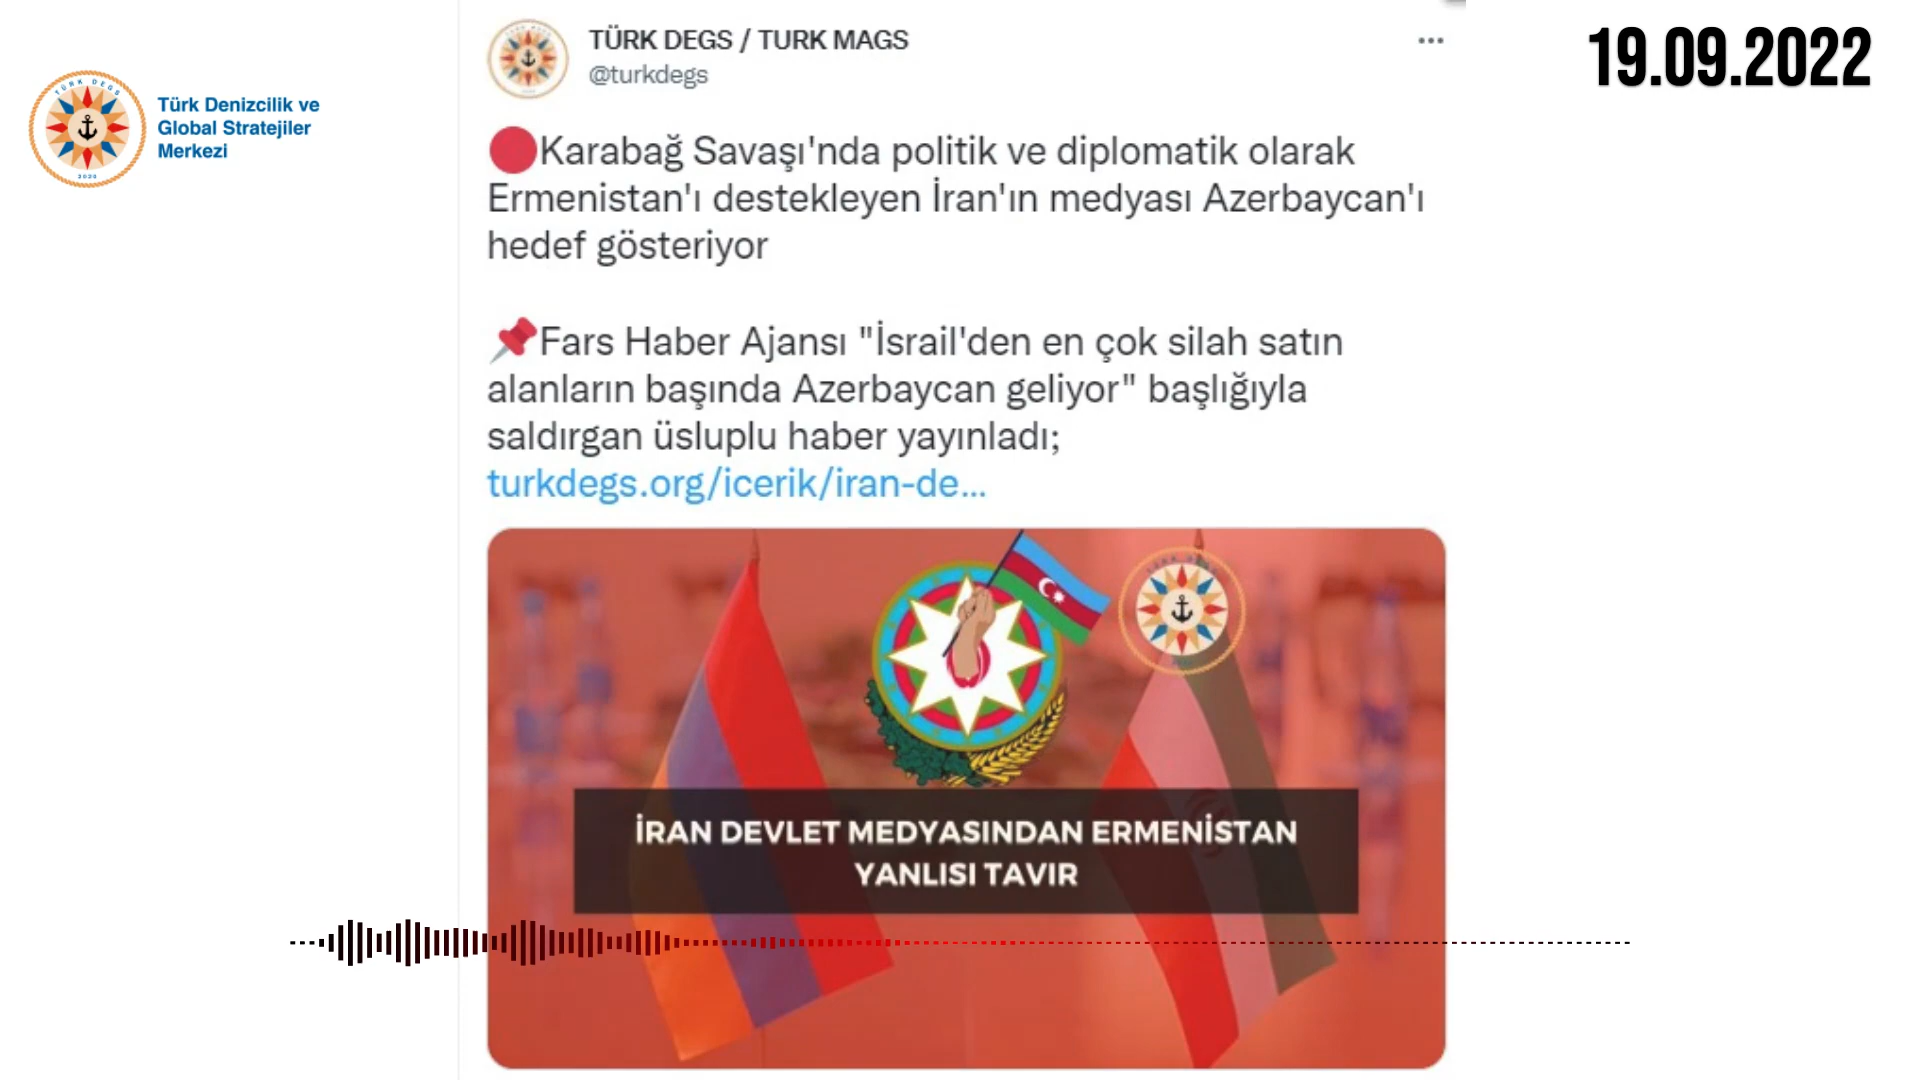 Türk Denizcilik ve
Global Stratejiler
Merkezi
2020
TÜRK DEGS / TURK MAGS
@turkdegs
19.09.2022
Karabağ Savaşı'nda politik ve diplomatik olarak
Ermenistan'ı destekleyen İran'ın medyası Azerbaycan'ı
hedef gösteriyor
Fars Haber Ajansı "İsrail'den en çok silah satın
alanların başında Azerbaycan geliyor" başlığıyla
saldırgan üsluplu haber yayınladı;
turkdegs.org/icerik/iran-de...
İRAN DEVLET MEDYASINDAN ERMENİSTAN
YANLISI TAVIR